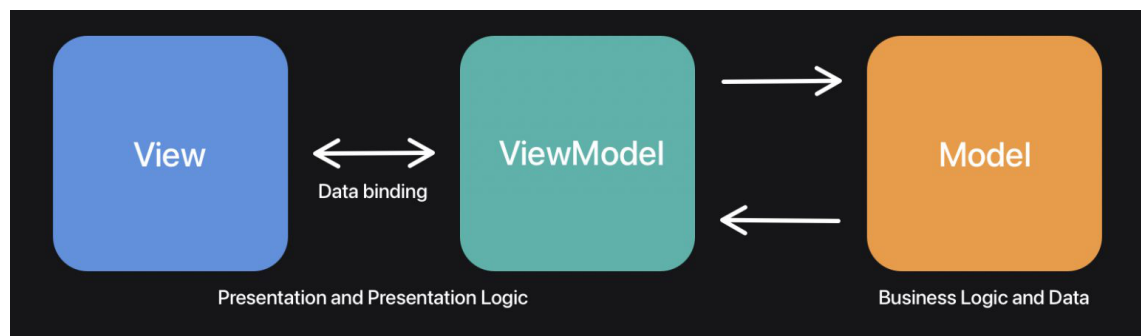 View
ViewModel
Model
Data binding
Presentation and Presentation Logic
Business Logic and Data